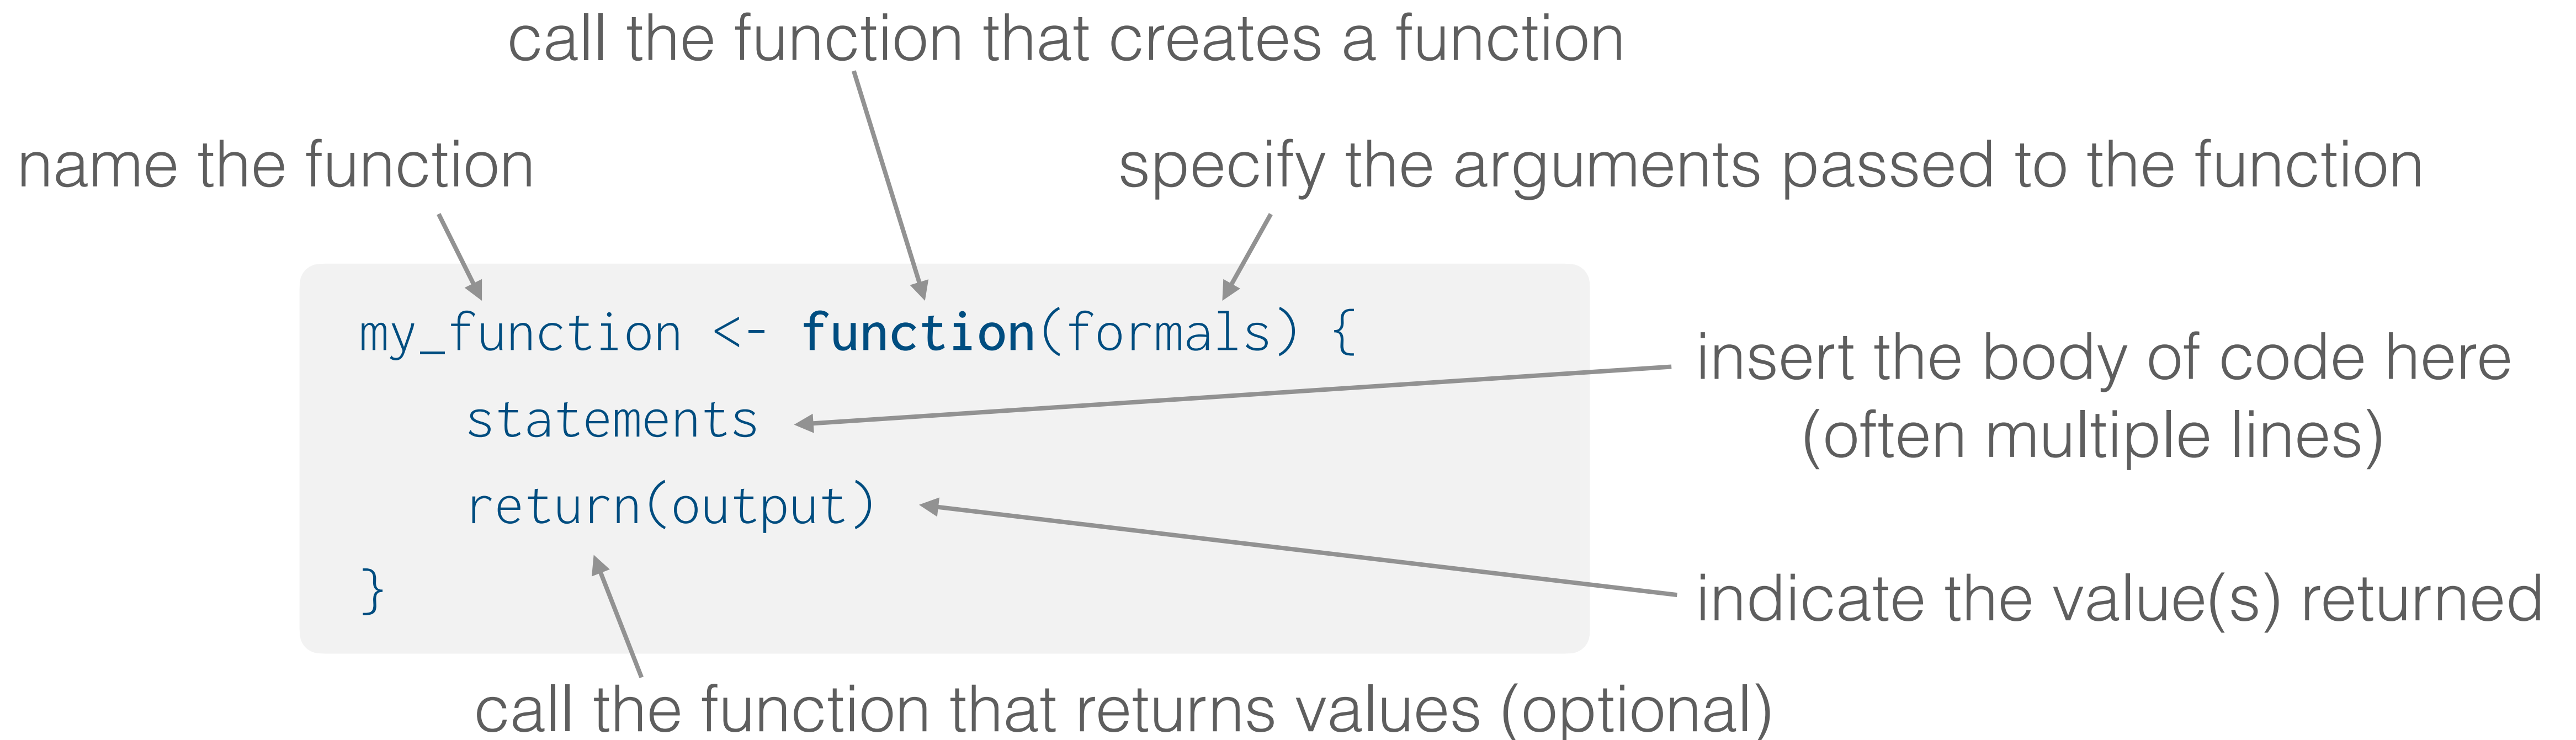 call the function that creates a function
name the function
specify the arguments passed to the function
my_function <- function(formals) {
statements
return(output)
}
insert the body of code here
(often multiple lines)
indicate the value(s) returned
call the function that returns values (optional)